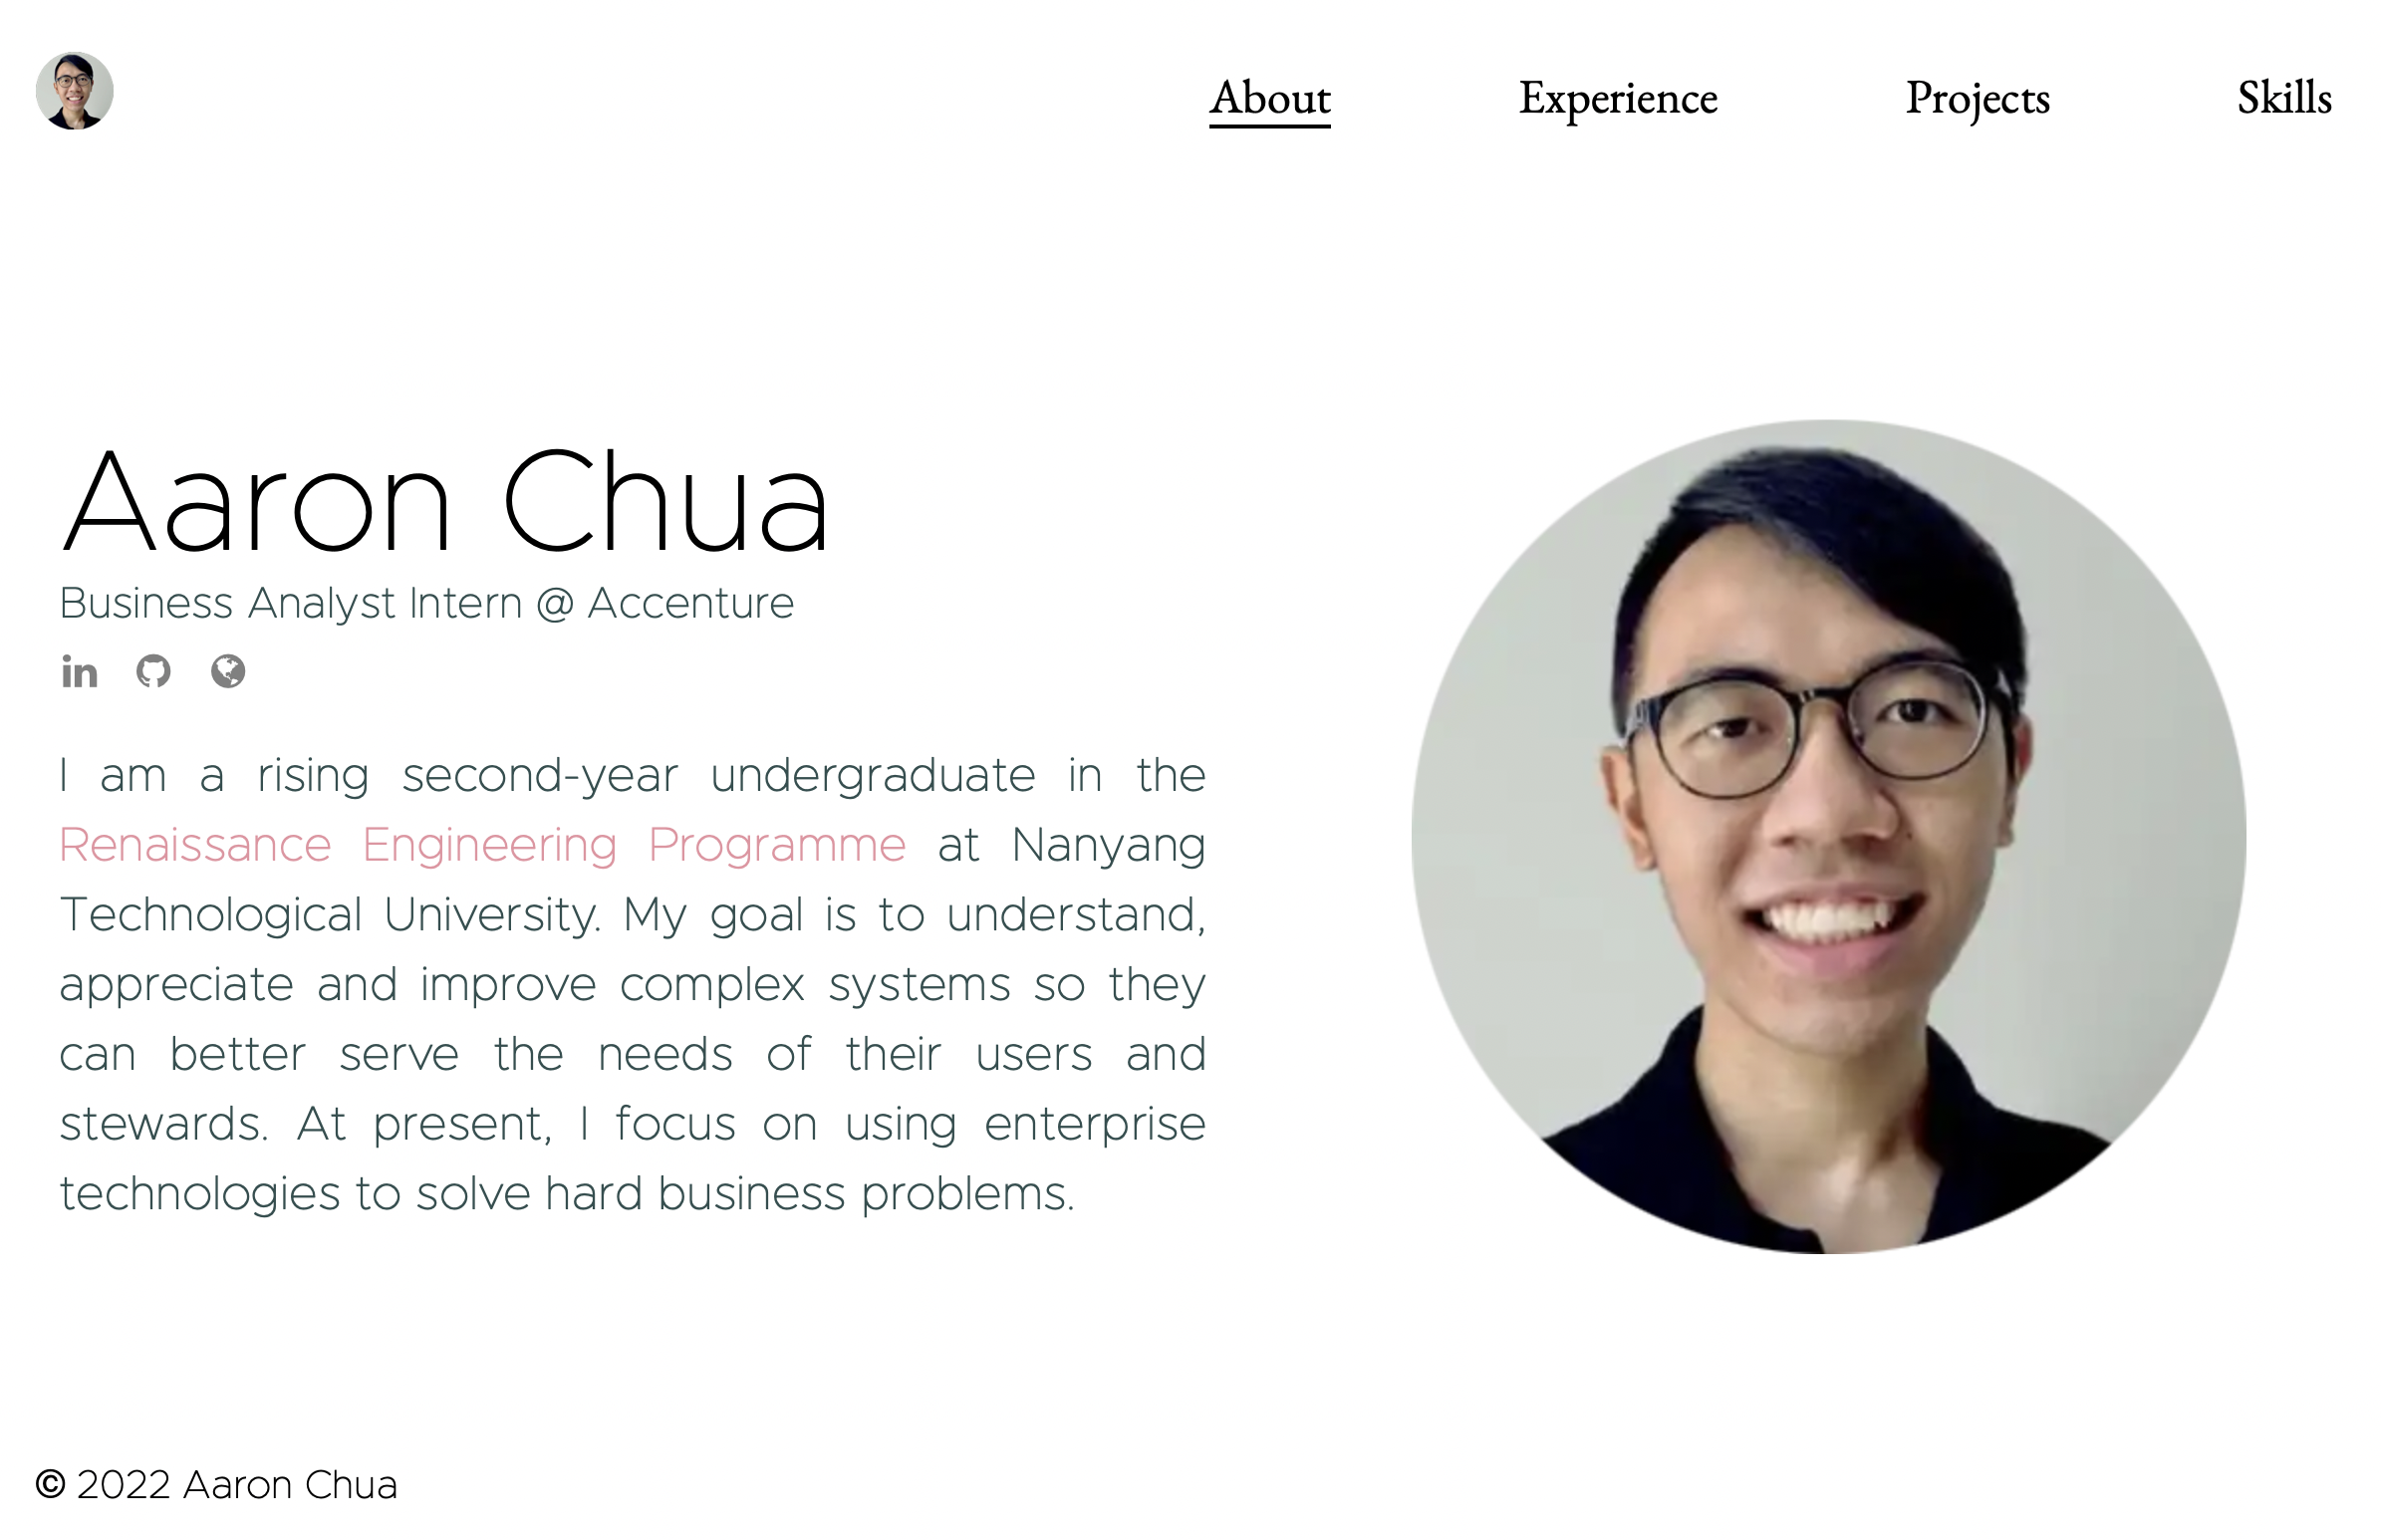 About Experience Projects Skills
Aaron Chua
Business Analyst Intern @ Accenture
in
I am a rising second-year undergraduate in the
Renaissance Engineering Programme at Nanyang
Technological University. My goal is to understand,
appreciate and improve complex systems so they
can better serve the needs of their users and
stewards. At present, I focus on using enterprise
technologies to solve hard business problems.
© 2022 Aaron Chua